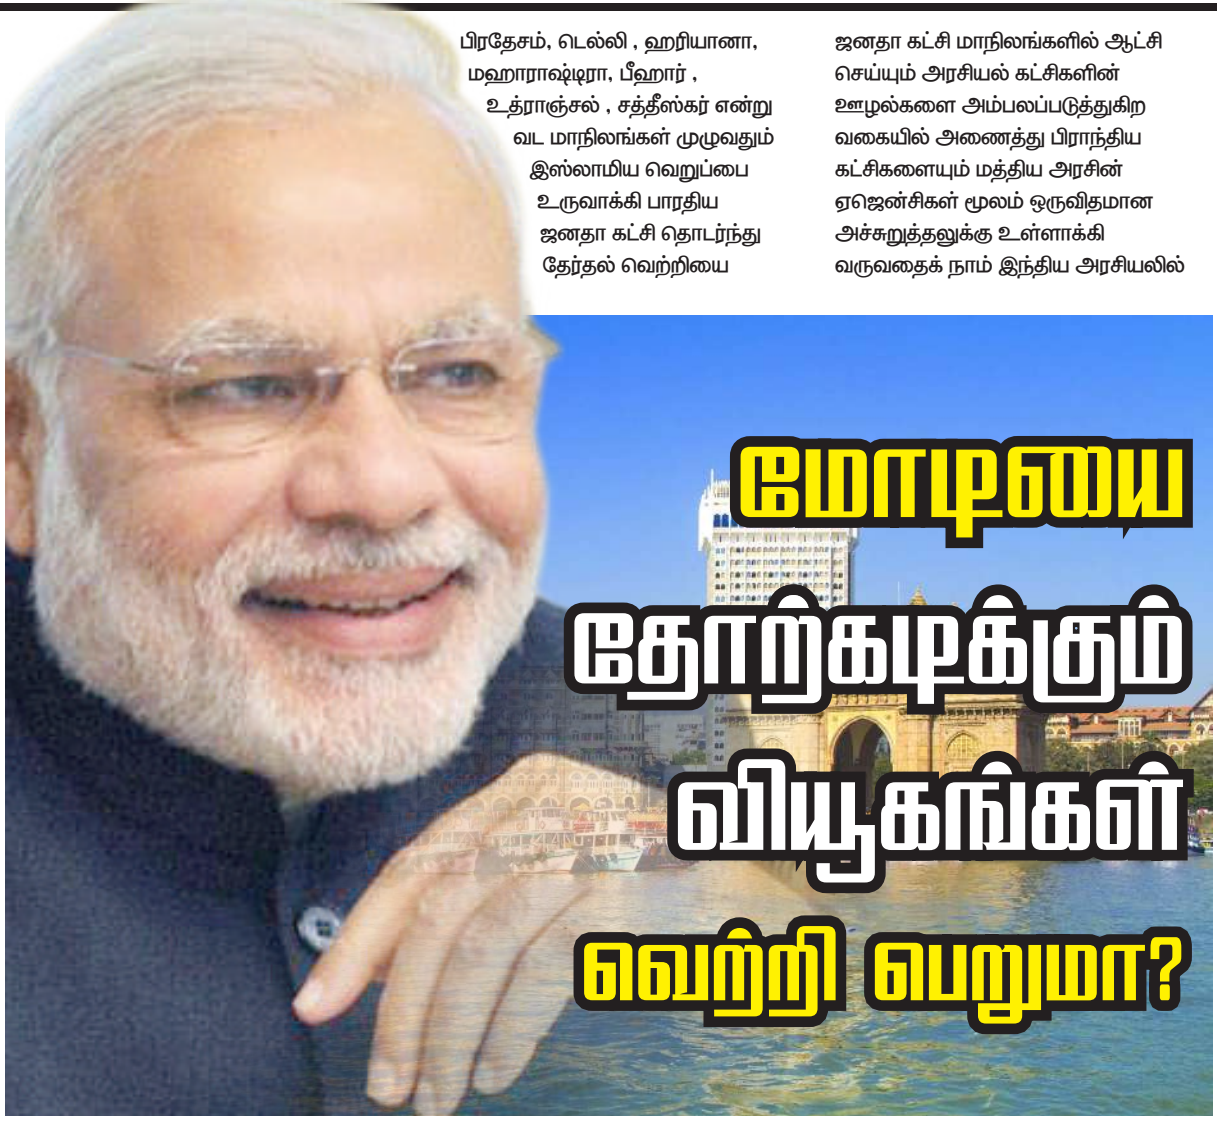 பிரதேசம், டெல்லி , ஹரியானா,
மஹாராஷ்டிரா, பீஹார் ,
உத்ராஞ்சல் , சத்தீஸ்கர் என்று
வட மாநிலங்கள் முழுவதும்
இஸ்லாமிய வெறுப்பை
உருவாக்கி பாரதிய
ஜனதா கட்சி தொடர்ந்து
தேர்தல் வெற்றியை
ஜனதா கட்சி மாநிலங்களில் ஆட்சி
செய்யும் அரசியல் கட்சிகளின்
ஊழல்களை அம்பலப்படுத்துகிற
வகையில் அணைத்து பிராந்திய
கட்சிகளையும் மத்திய அரசின்
ஏஜென்சிகள் மூலம் ஒருவிதமான
அச்சுறுத்தலுக்கு உள்ளாக்கி
வருவதைக் நாம் இந்திய அரசியலில்
மோடியை
தோற்கடிக்கும்
வியூகங்கள்
வெற்றி பெறுமா?